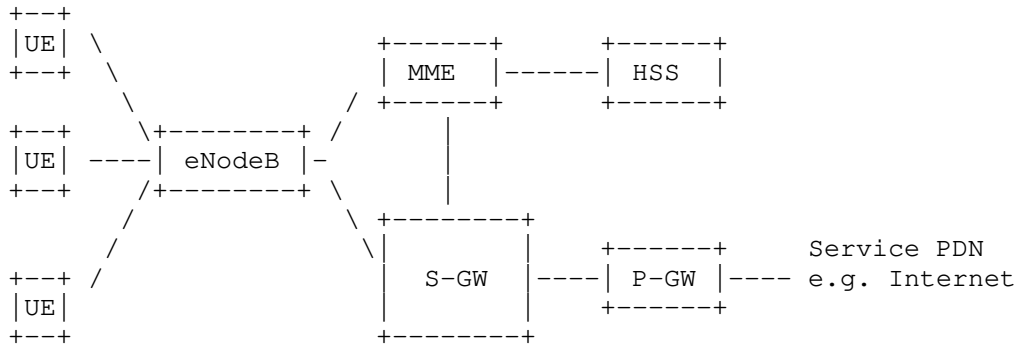 UE
MME HSS
UE eNodeB
Service PDN
S-GW P-GW e.g. Internet
UE